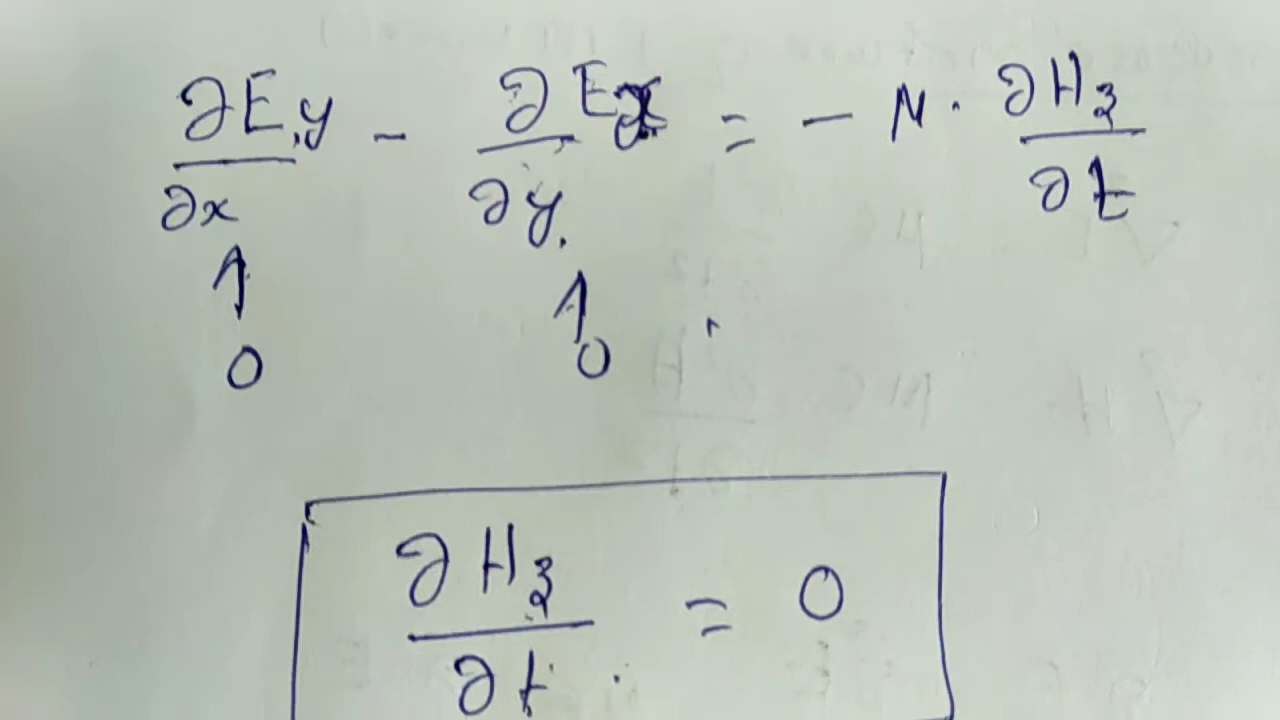 ∂Ey/∂x - ∂Ex/∂y = - μ · ∂Hz/∂t
↑ ↑
0 0
∂Hz/∂t = 0